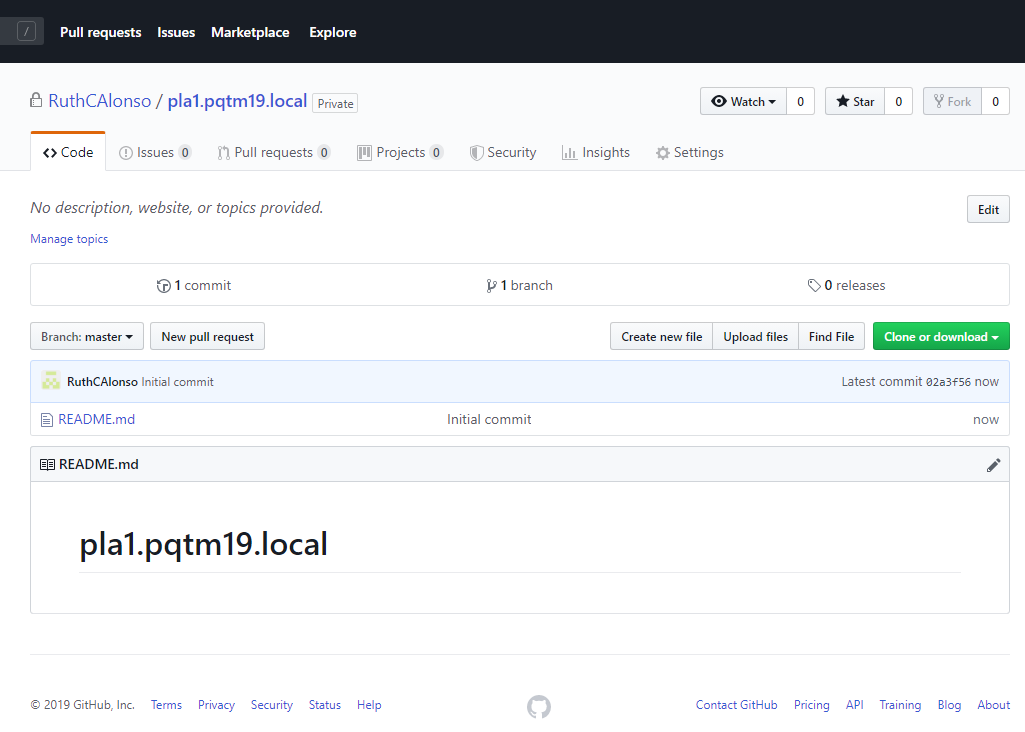 / Pull requests Issues Marketplace Explore
RuthCAlonso / pla1.pqtm19.local Private Watch 0 Star 0 Fork 0
Code Issues 0 Pull requests 0 Projects 0 Security Insights Settings
No description, website, or topics provided. Edit
Manage topics
1 commit 1 branch 0 releases
Branch: master New pull request Create new file Upload files Find File Clone or download
RuthCAlonso Initial commit Latest commit 02a3f56 now
README.md Initial commit now
README.md
pla1.pqtm19.local
© 2019 GitHub, Inc. Terms Privacy Security Status Help Contact GitHub Pricing API Training Blog About